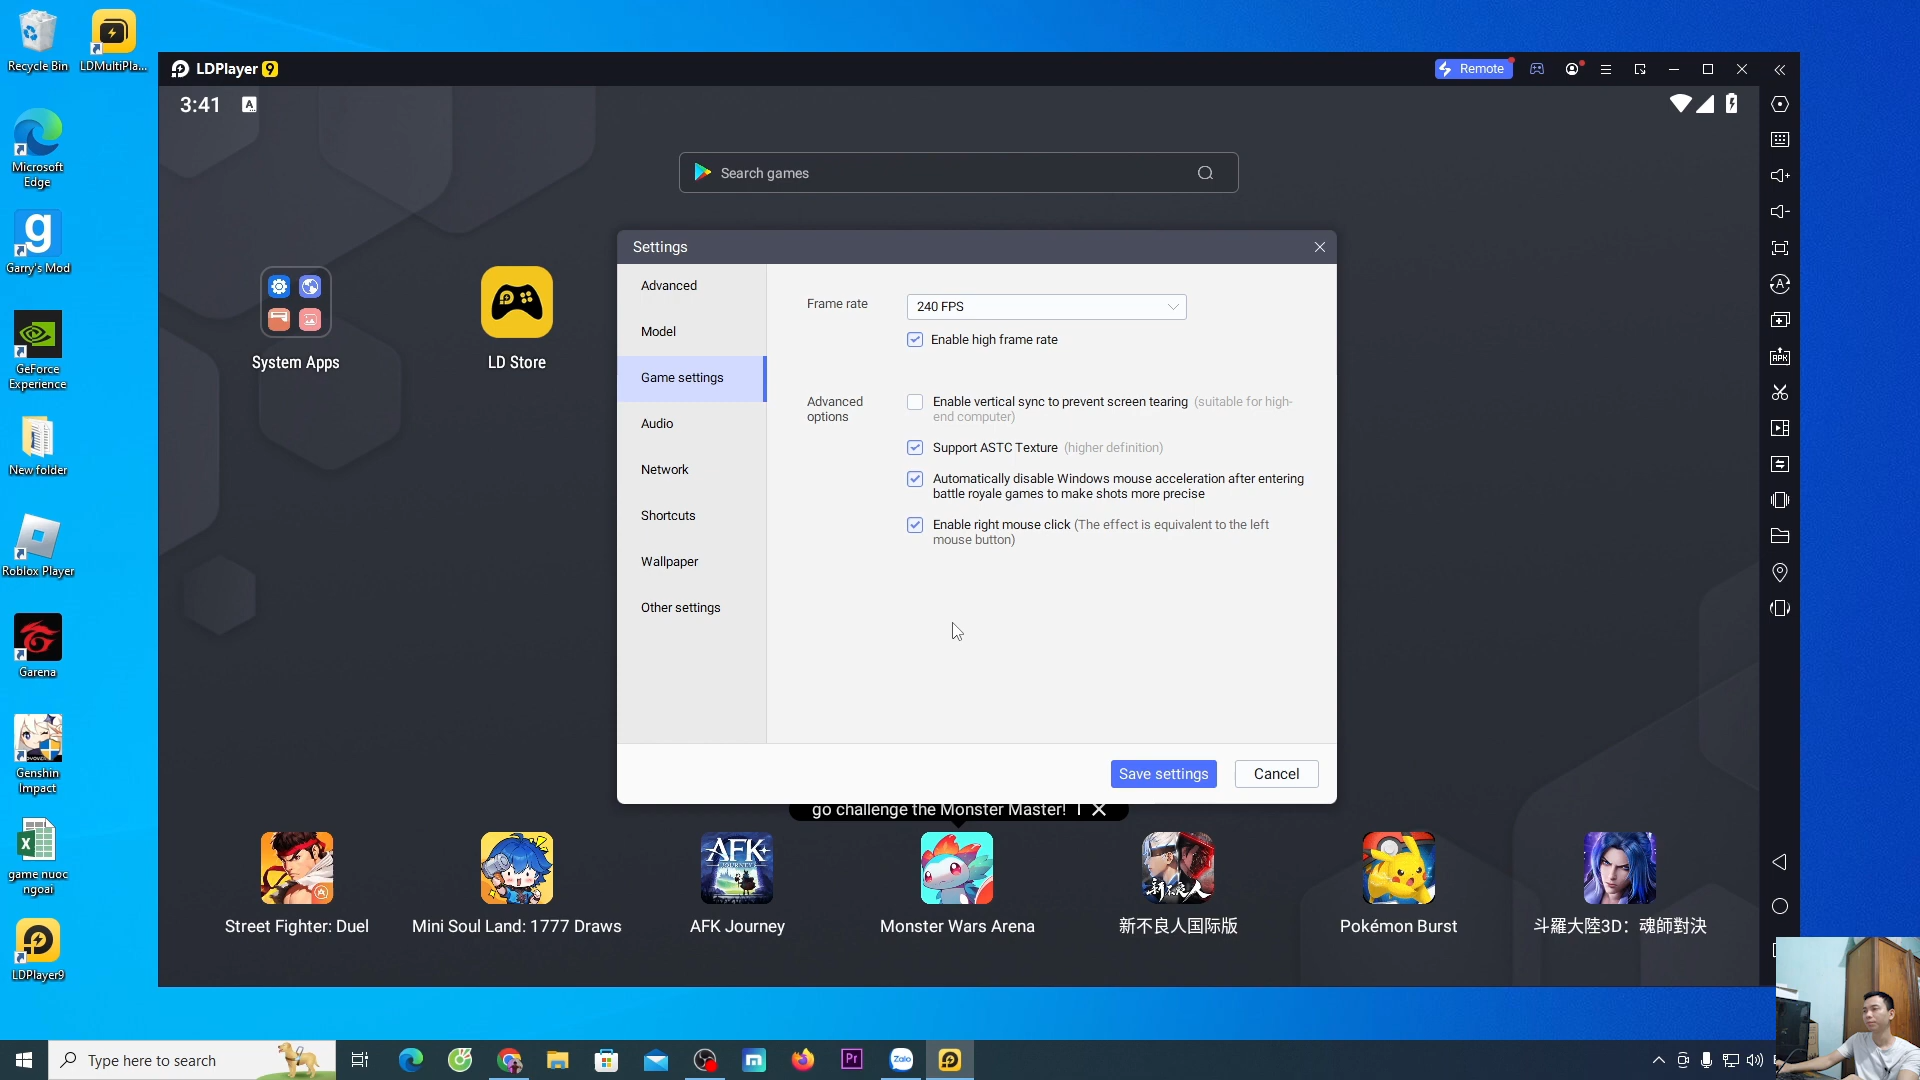 Recycle Bin
LDMultiPla...
Microsoft
Edge
Garry's Mod
GeForce
Experience
New folder
Roblox Player
Garena
Genshin
Impact
game nuoc
ngoai
LDPlayer9
LDPlayer 9
Remote
3:41
A
Search games
System Apps
LD Store
Settings
Advanced
Model
Game settings
Audio
Network
Shortcuts
Wallpaper
Other settings
Frame rate
240 FPS
Enable high frame rate
Advanced
options
Enable vertical sync to prevent screen tearing (suitable for high-
end computer)
Support ASTC Texture (higher definition)
Automatically disable Windows mouse acceleration after entering
battle royale games to make shots more precise
Enable right mouse click (The effect is equivalent to the left
mouse button)
Save settings
Cancel
go challenge the Monster Master!
AFK
JOURNEY
Street Fighter: Duel
Mini Soul Land: 1777 Draws
AFK Journey
Monster Wars Arena
新不良人国际版
Pokémon Burst
斗羅大陸3D：魂師對決
Type here to search
Pr
Zalo